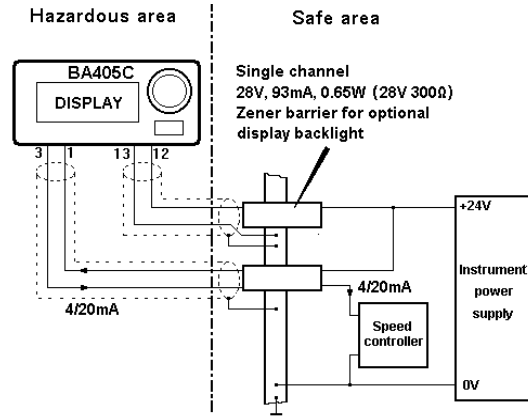 Hazardous area
Safe area
BA405C
DISPLAY
3 1 13 12
Single channel
28V, 93mA, 0.65W (28V 300Ω)
Zener barrier for optional
display backlight
+24V
Instrument
power
supply
4/20mA
4/20mA
Speed
controller
0V